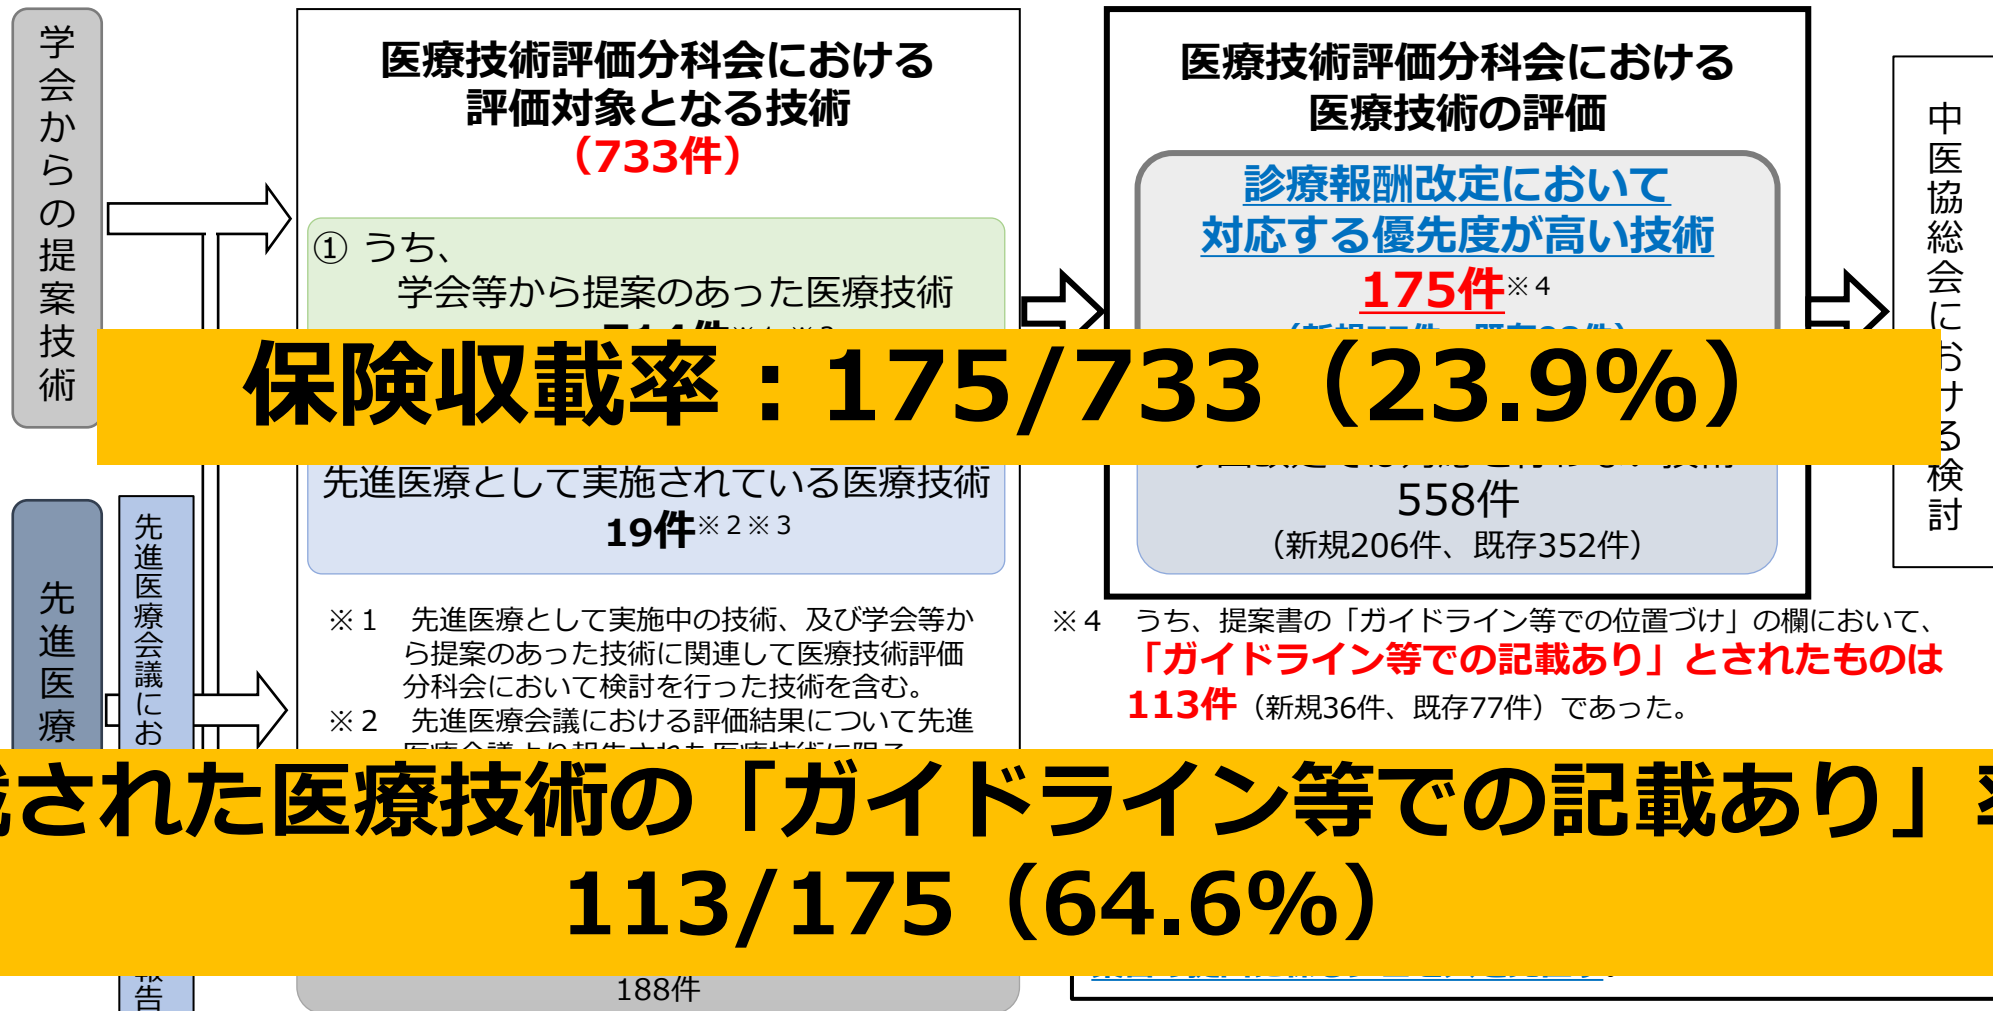 学会からの提案技術
医療技術評価分科会における
評価対象となる技術
（733件）
① うち、
学会等から提案のあった医療技術
医療技術評価分科会における
医療技術の評価
診療報酬改定において
対応する優先度が高い技術
175件※4
中医協総会における検討
保険収載率：175/733（23.9%）
先進医療として実施されている医療技術
19件※2※3
558件
（新規206件、既存352件）
先進医療
先進医療会議にお
報告
※1 先進医療として実施中の技術、及び学会等か
ら提案のあった技術に関連して医療技術評価
分科会において検討を行った技術を含む。
※2 先進医療会議における評価結果について先進
※4 うち、提案書の「ガイドライン等での位置づけ」の欄において、
「ガイドライン等での記載あり」とされたものは
113件（新規36件、既存77件）であった。
された医療技術の「ガイドライン等での記載あり」
113/175（64.6%）
188件